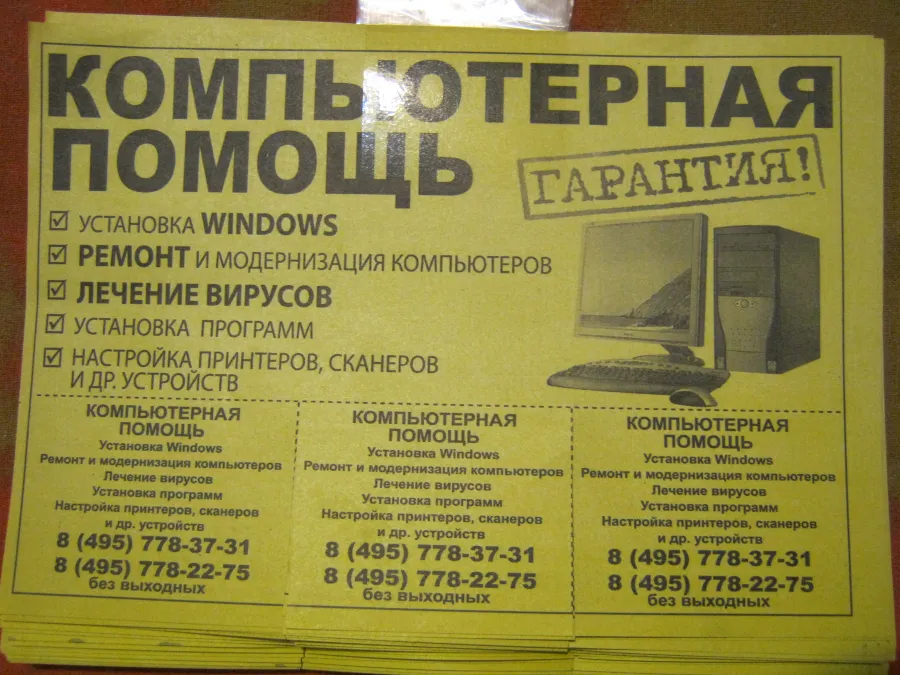 КОМПЬЮТЕРНАЯ
ПОМОЩЬ
ГАРАНТИЯ!
УСТАНОВКА WINDOWS
РЕМОНТ И МОДЕРНИЗАЦИЯ КОМПЬЮТЕРОВ
ЛЕЧЕНИЕ ВИРУСОВ
УСТАНОВКА ПРОГРАММ
НАСТРОЙКА ПРИНТЕРОВ, СКАНЕРОВ
И ДР. УСТРОЙСТВ
КОМПЬЮТЕРНАЯ
ПОМОЩЬ
Установка Windows
Ремонт и модернизация компьютеров
Лечение вирусов
Установка программ
Настройка принтеров, сканеров
и др. устройств
8 (495) 778-37-31
8 (495) 778-22-75
без выходных
КОМПЬЮТЕРНАЯ
ПОМОЩЬ
Установка Windows
Ремонт и модернизация компьютеров
Лечение вирусов
Установка программ
Настройка принтеров, сканеров
и др. устройств
8 (495) 778-37-31
8 (495) 778-22-75
без выходных
КОМПЬЮТЕРНАЯ
ПОМОЩЬ
Установка Windows
Ремонт и модернизация компьютеров
Лечение вирусов
Установка программ
Настройка принтеров, сканеров
и др. устройств
8 (495) 778-37-31
8 (495) 778-22-75
без выходных